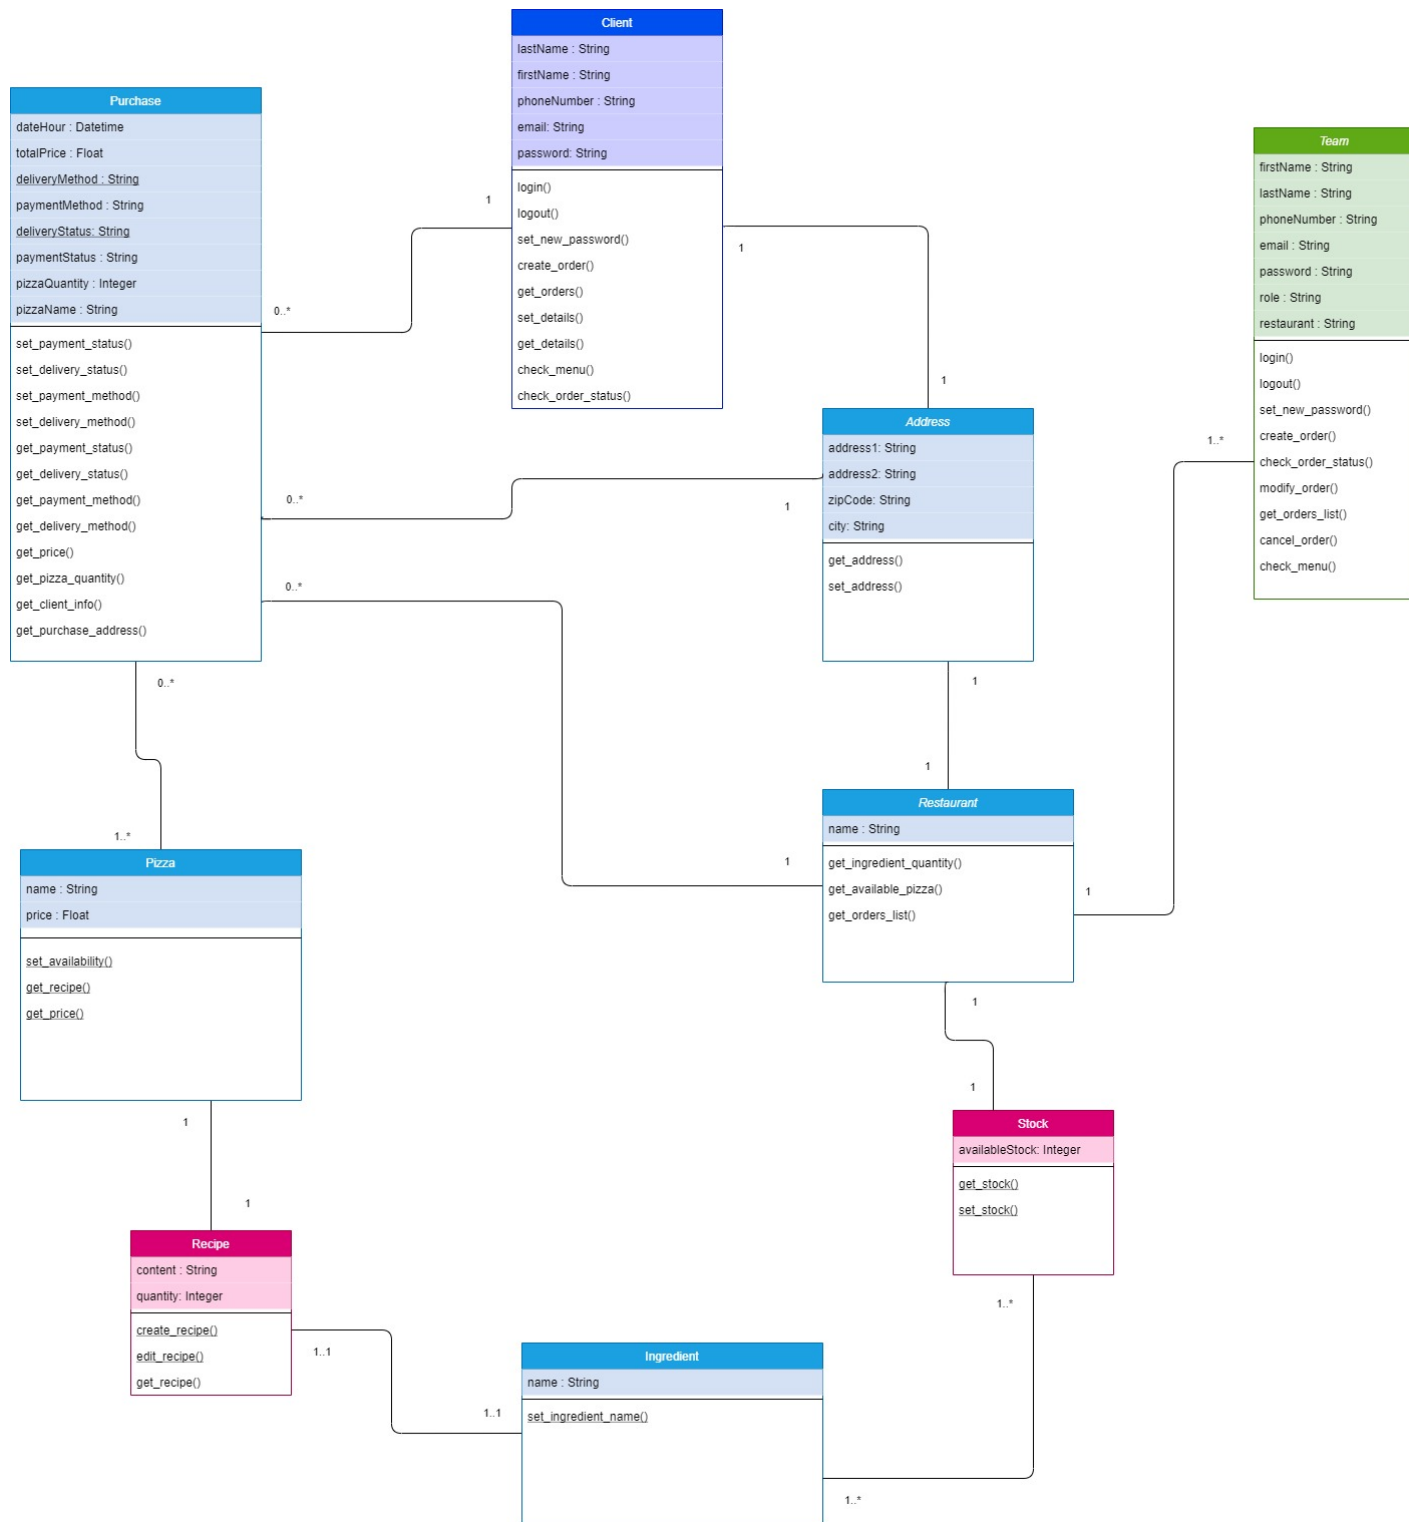 Client
lastName : String
firstName : String
phoneNumber : String
email: String
password: String
login()
logout()
set_new_password()
create_order()
get_orders()
set_details()
get_details()
check_menu()
check_order_status()
Purchase
dateHour : Datetime
totalPrice : Float
deliveryMethod : String
paymentMethod : String
deliveryStatus: String
paymentStatus : String
pizzaQuantity : Integer
pizzaName : String
set_payment_status()
set_delivery_status()
set_payment_method()
set_delivery_method()
get_payment_status()
get_delivery_status()
get_payment_method()
get_delivery_method()
get_price()
get_pizza_quantity()
get_client_info()
get_purchase_address()
Team
firstName : String
lastName : String
phoneNumber : String
email : String
password : String
role : String
restaurant : String
login()
logout()
set_new_password()
create_order()
check_order_status()
modify_order()
get_orders_list()
cancel_order()
check_menu()
1
0..*
1
1
Address
address1: String
address2: String
zipCode: String
city: String
get_address()
set_address()
0..*
1
1..*
0..*
0..*
1
1
1
1
Restaurant
name : String
get_ingredient_quantity()
get_available_pizza()
get_orders_list()
1..*
Pizza
name : String
price : Float
set_availability()
get_recipe()
get_price()
1
1
Stock
availableStock: Integer
get_stock()
set_stock()
1
1
Recipe
content : String
quantity: Integer
create_recipe()
edit_recipe()
get_recipe()
1..*
1..1
Ingredient
name : String
set_ingredient_name()
1..1
1..*